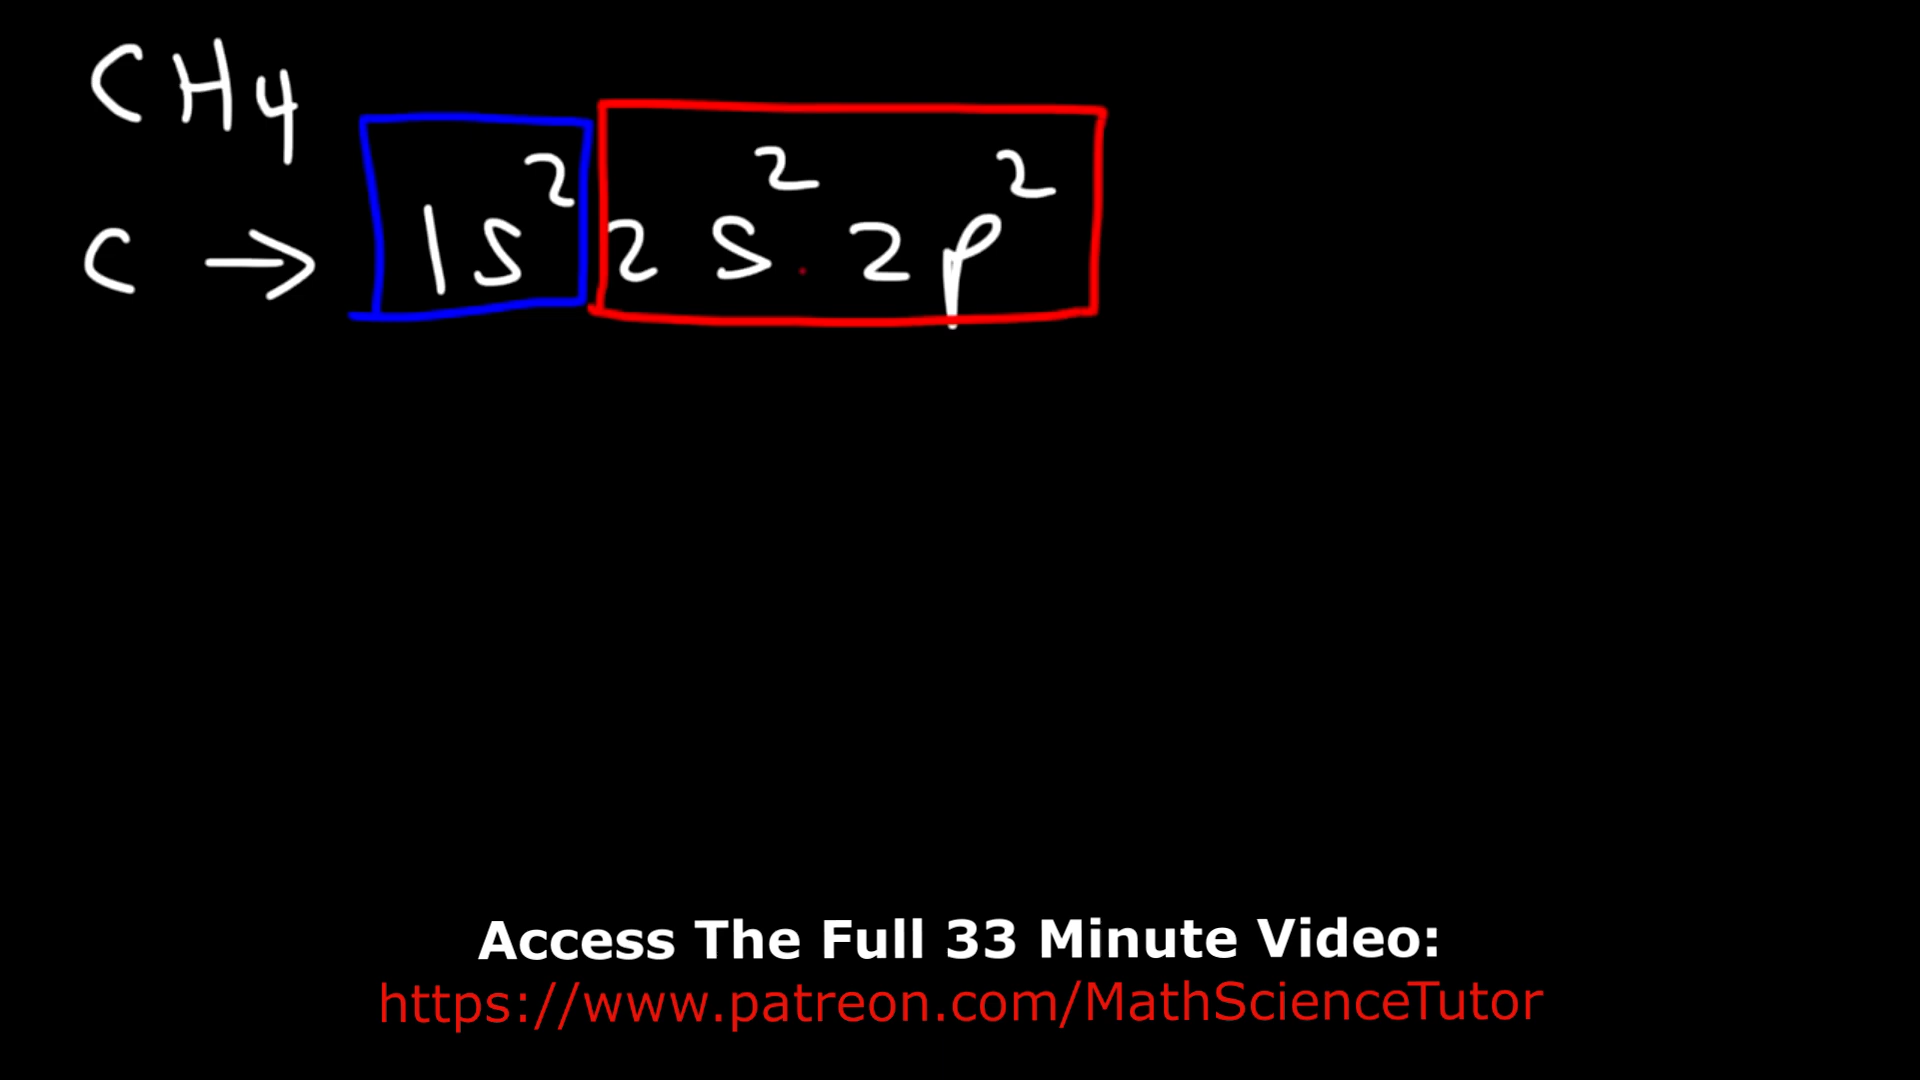 CH4
C → 1s² 2s² 2p²
Access The Full 33 Minute Video:
https://www.patreon.com/MathScienceTutor